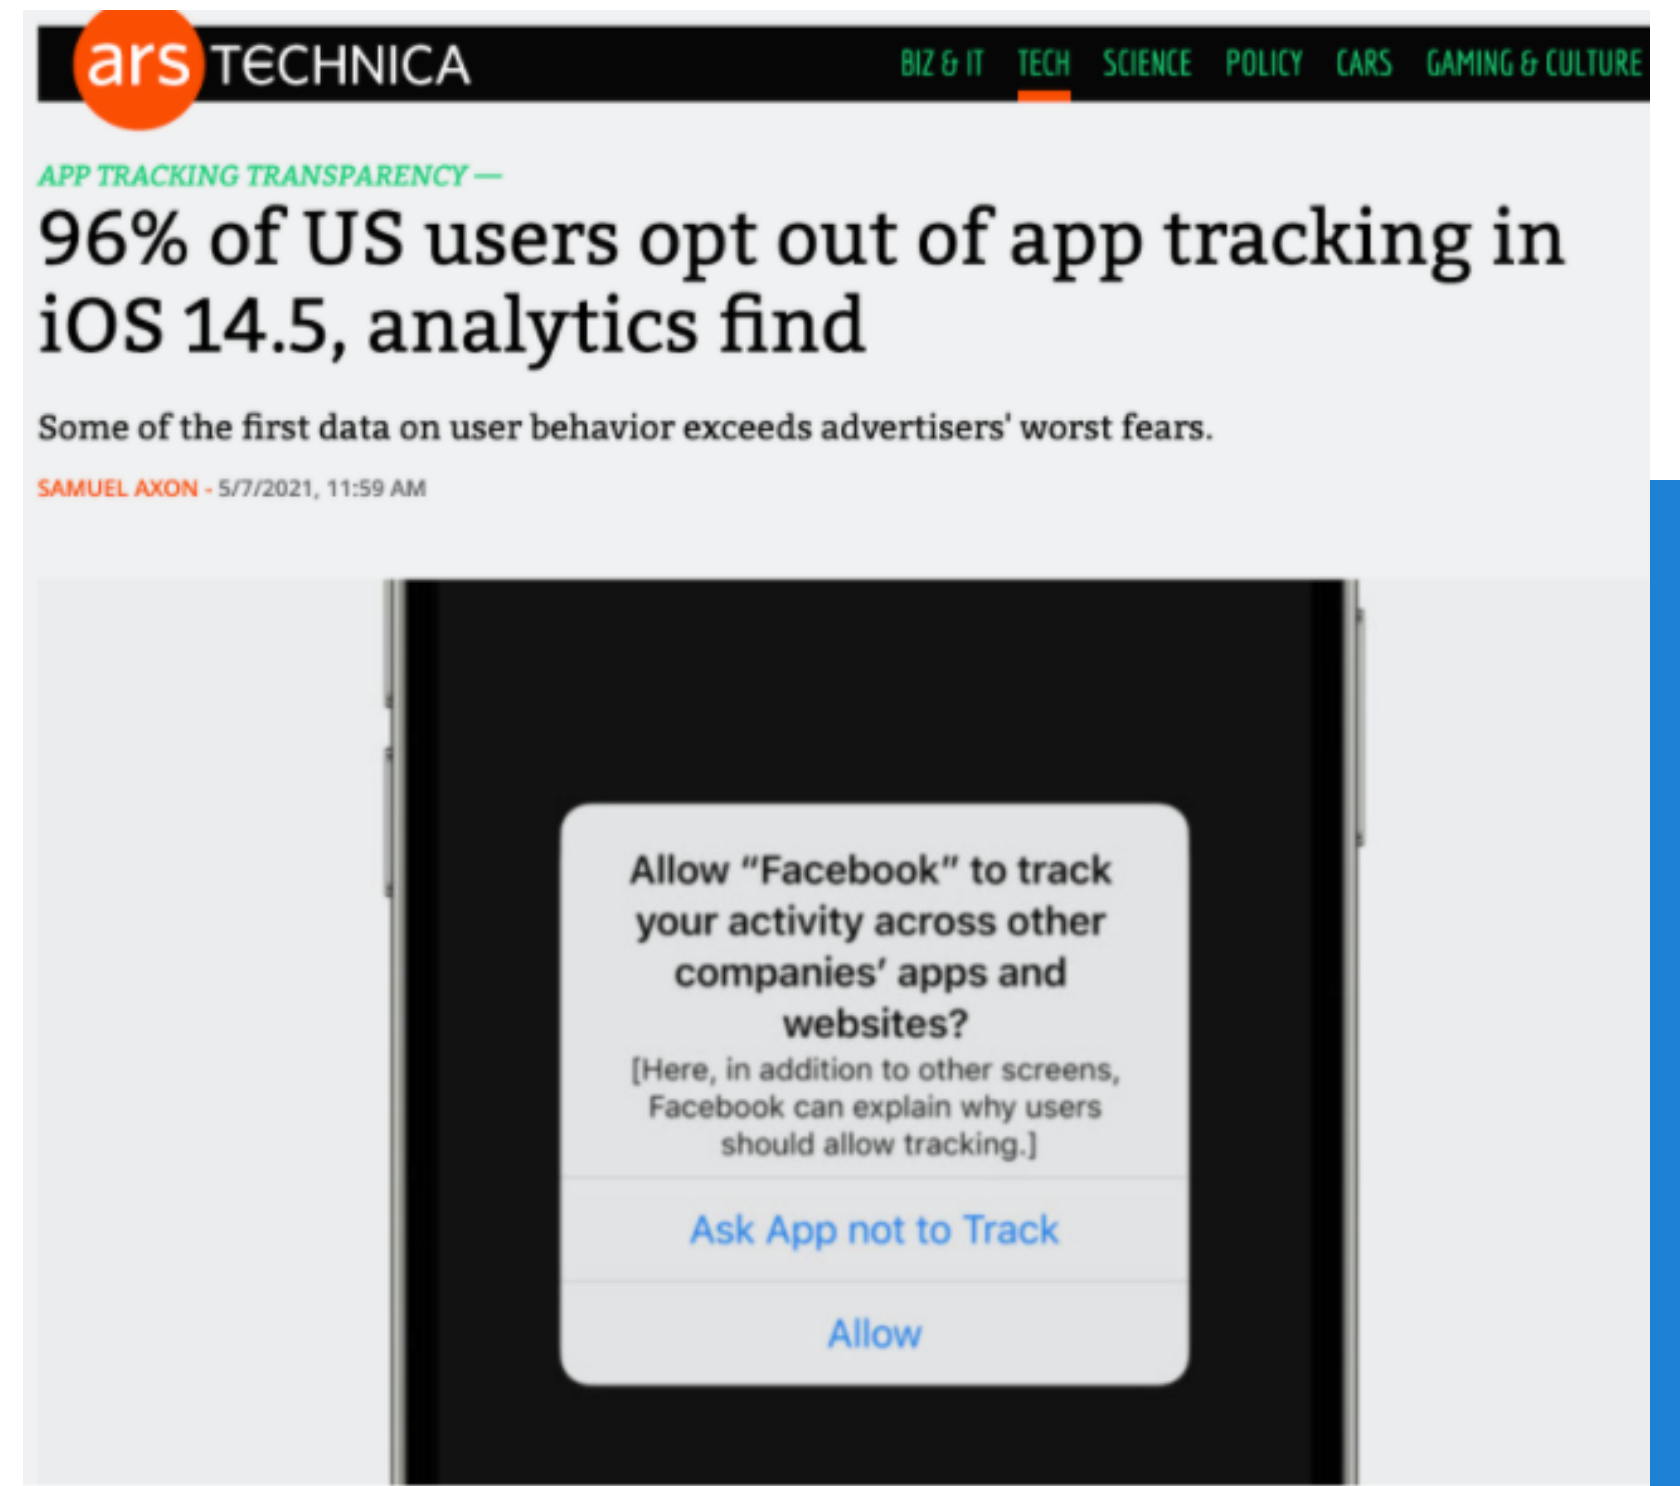 ars TECHNICA
BIZ & IT TECH SCIENCE POLICY CARS GAMING & CULTURE
APP TRACKING TRANSPARENCY —
96% of US users opt out of app tracking in
iOS 14.5, analytics find
Some of the first data on user behavior exceeds advertisers' worst fears.
SAMUEL AXON - 5/7/2021, 11:59 AM
Allow “Facebook” to track
your activity across other
companies’ apps and
websites?
[Here, in addition to other screens,
Facebook can explain why users
should allow tracking.]
Ask App not to Track
Allow